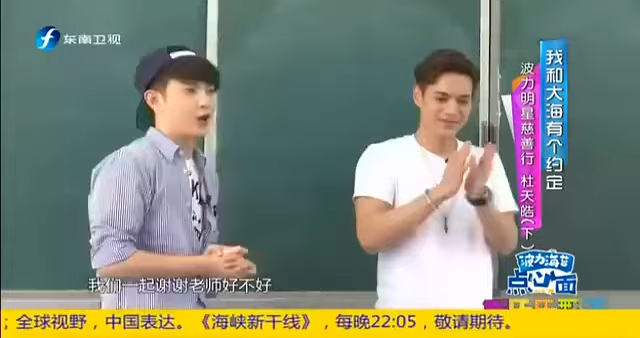 东南卫视
我和大海有个约定
波力明星慈善行 杜天皓(下)
波力海苔
点心面
我们一起谢谢老师好不好
；全球视野，中国表达。《海峡新干线》，每晚22:05，敬请期待。